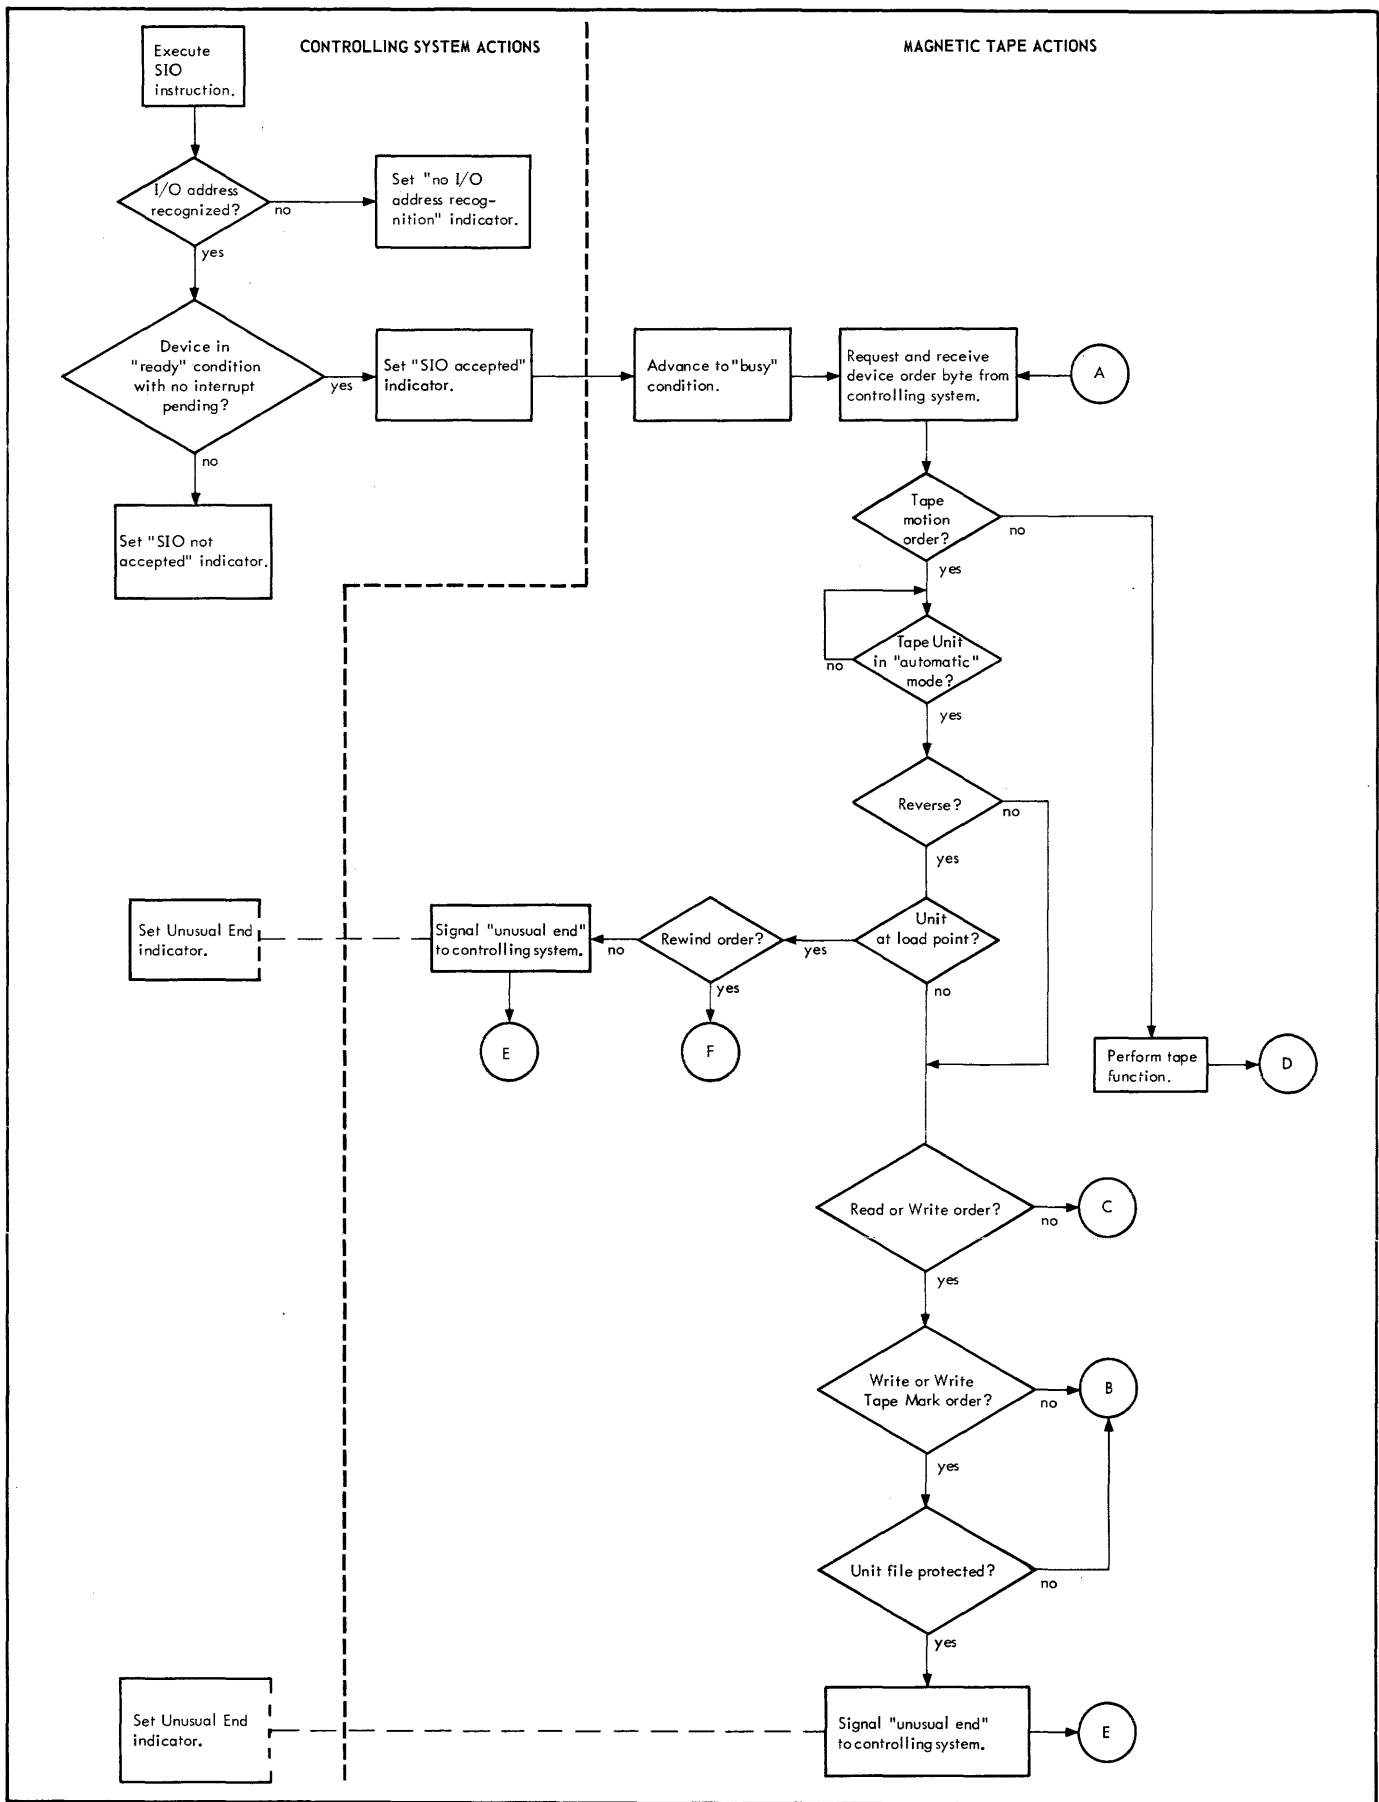 CONTROLLING SYSTEM ACTIONS
MAGNETIC TAPE ACTIONS
Execute
SIO
instruction.
I/O address
recognized?
no
Set "no I/O
address recog-
nition" indicator.
yes
Device in
"ready" condition
with no interrupt
pending?
yes
Set "SIO accepted"
indicator.
Advance to "busy"
condition.
Request and receive
device order byte from
controlling system.
A
no
Set "SIO not
accepted" indicator.
Tape
motion
order?
no
yes
Tape Unit
in "automatic"
mode?
no
yes
Reverse?
no
yes
Unit
at load point?
yes
no
Rewind order?
no
yes
Signal "unusual end"
to controlling system.
Set Unusual End
indicator.
E
F
Perform tape
function.
D
Read or Write order?
no
C
yes
Write or Write
Tape Mark order?
no
B
yes
Unit file protected?
no
yes
Signal "unusual end"
to controlling system.
E
Set Unusual End
indicator.